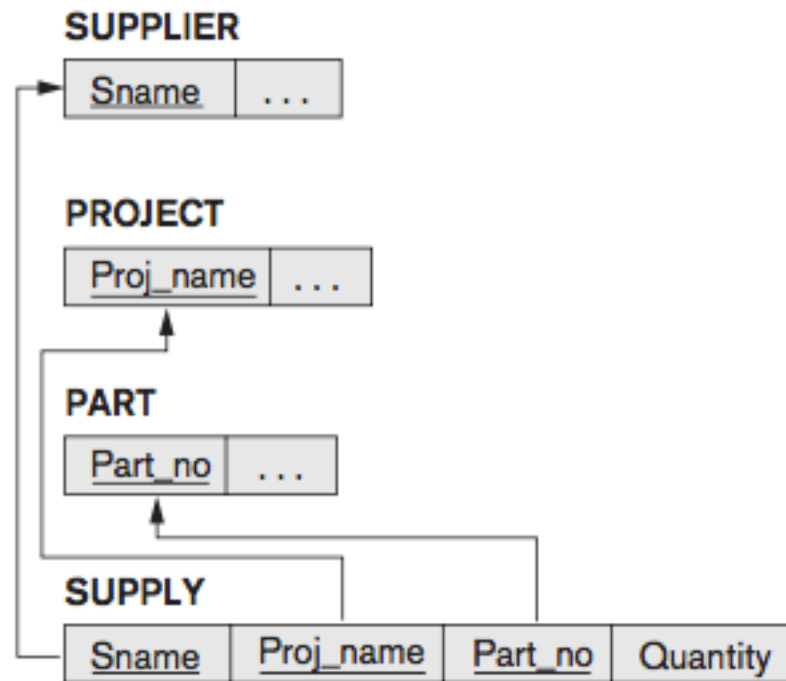 SUPPLIER
Sname ...
PROJECT
Proj_name ...
PART
Part_no ...
SUPPLY
Sname Proj_name Part_no Quantity